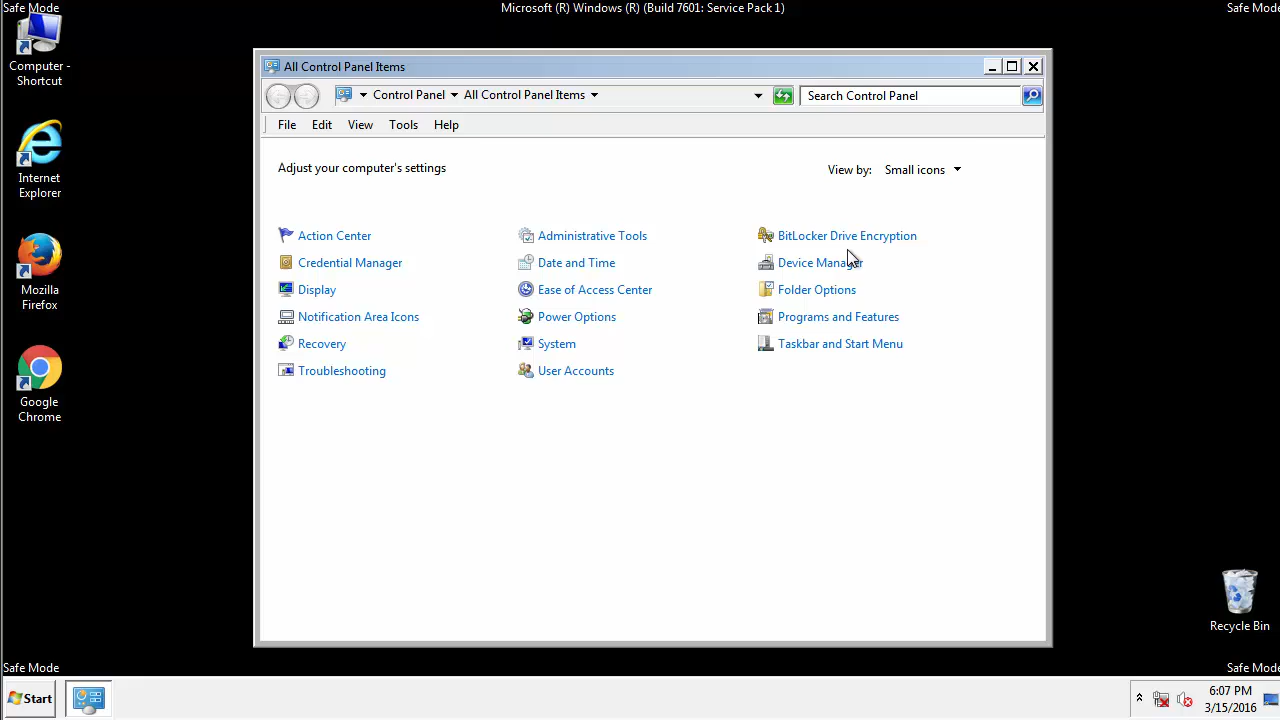 Safe Mode
Microsoft (R) Windows (R) (Build 7601: Service Pack 1)
Safe Mode
Computer -
Shortcut
Internet
Explorer
Mozilla
Firefox
Google
Chrome
All Control Panel Items
Control Panel
All Control Panel Items
Search Control Panel
File
Edit
View
Tools
Help
Adjust your computer's settings
View by:
Small icons
Action Center
Administrative Tools
BitLocker Drive Encryption
Credential Manager
Date and Time
Device Manager
Display
Ease of Access Center
Folder Options
Notification Area Icons
Power Options
Programs and Features
Recovery
System
Taskbar and Start Menu
Troubleshooting
User Accounts
Recycle Bin
Safe Mode
Safe Mode
Start
6:07 PM
3/15/2016